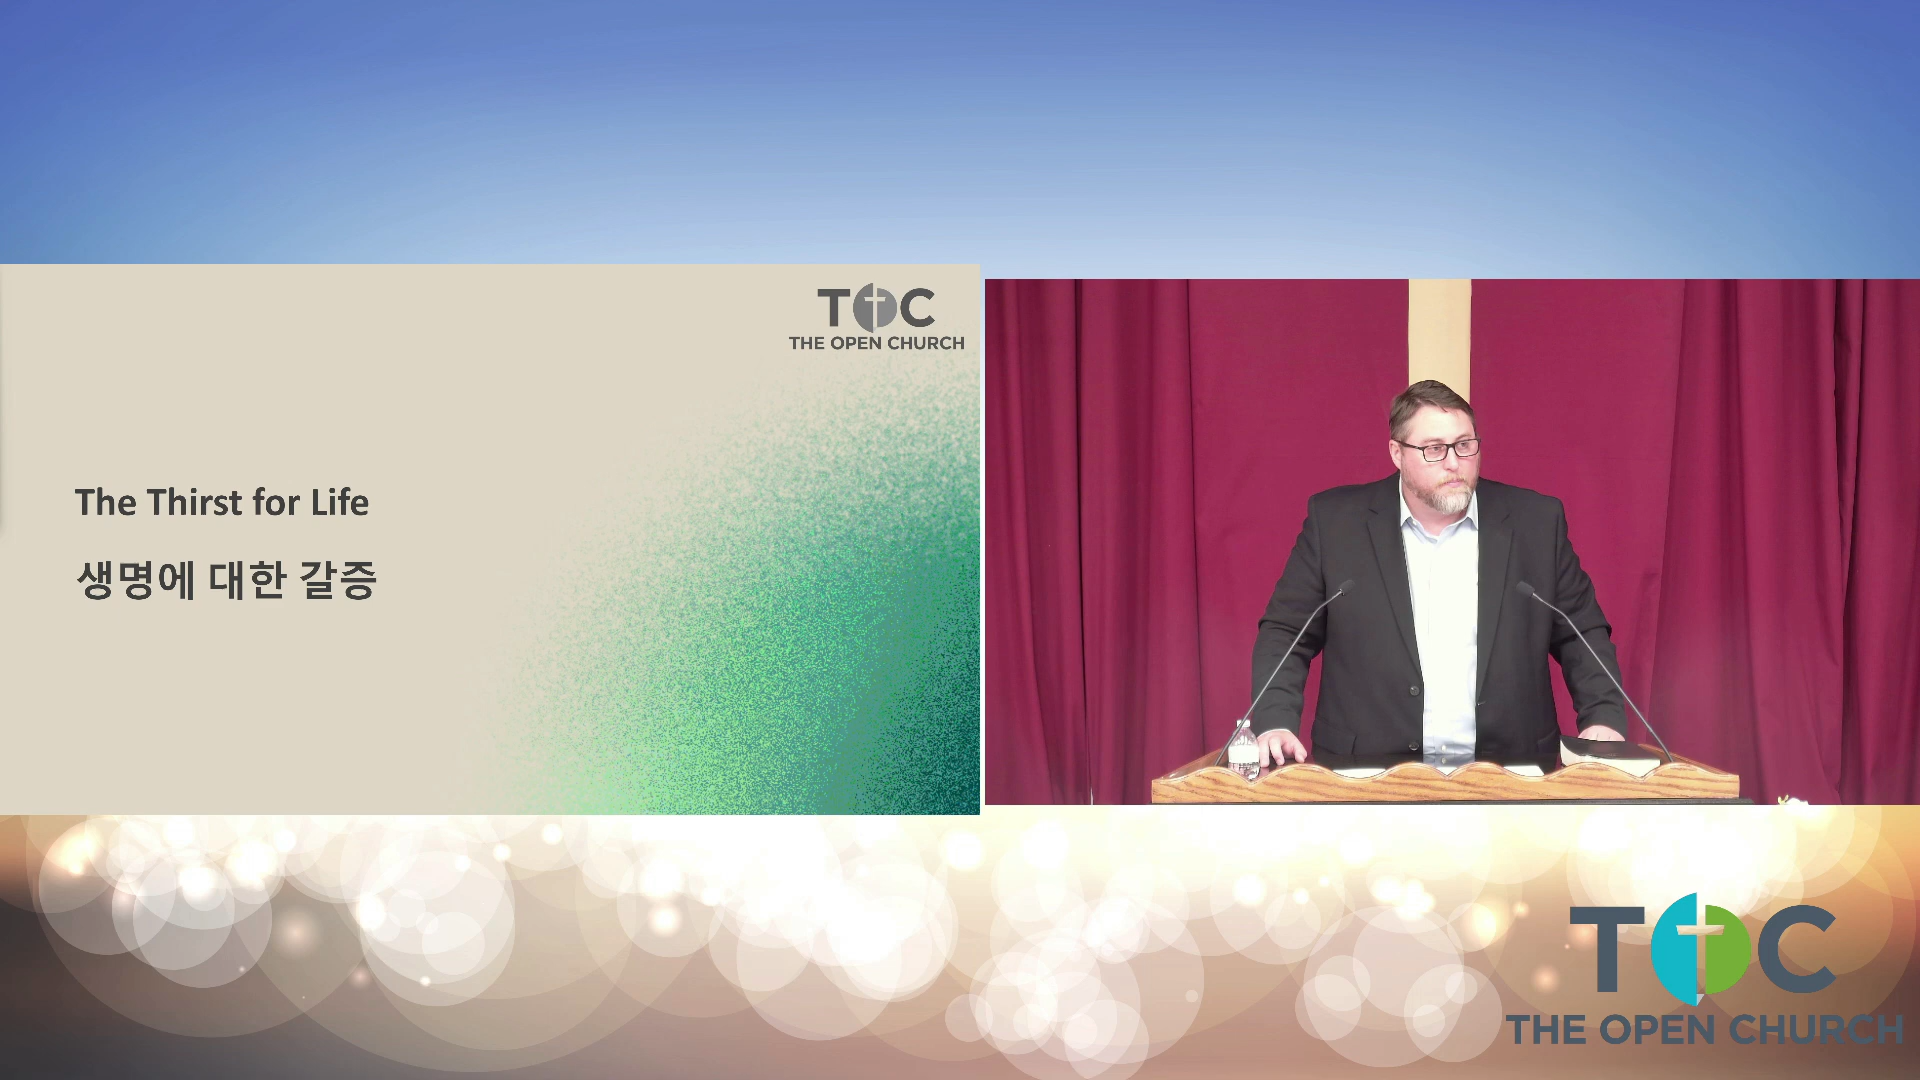 TOC
THE OPEN CHURCH
The Thirst for Life
생명에 대한 갈증
TOC
THE OPEN CHURCH